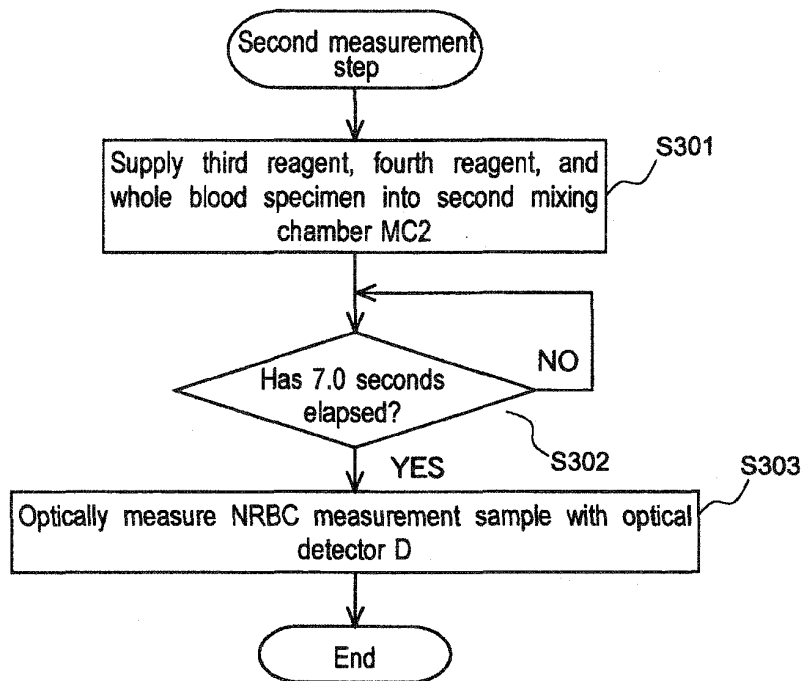 Second measurement
step
S301
Supply third reagent, fourth reagent, and
whole blood specimen into second mixing
chamber MC2
NO
Has 7.0 seconds
elapsed?
S302
YES
S303
Optically measure NRBC measurement sample with optical
detector D
End